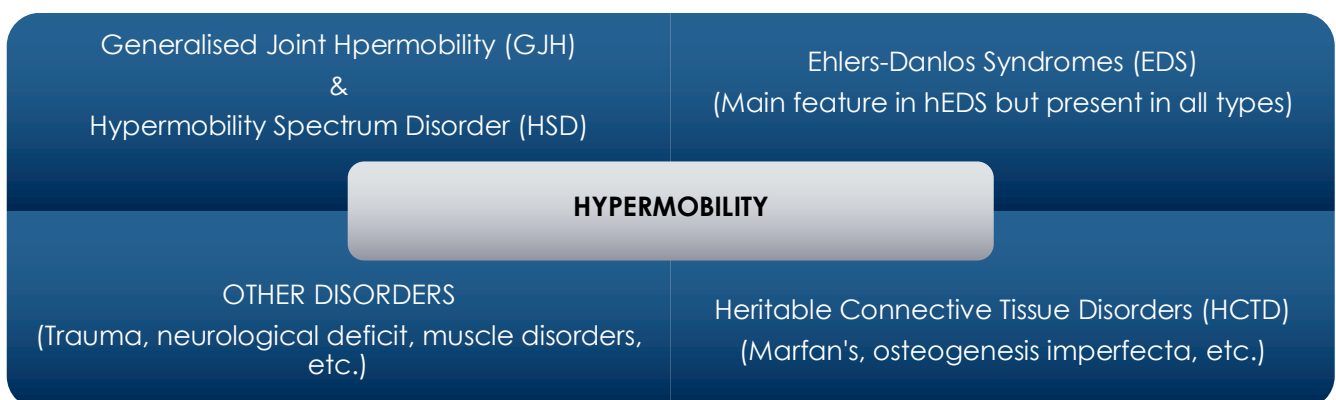 Generalised Joint Hpermobility (GJH)
&
Hypermobility Spectrum Disorder (HSD)
Ehlers-Danlos Syndromes (EDS)
(Main feature in hEDS but present in all types)
HYPERMOBILITY
OTHER DISORDERS
(Trauma, neurological deficit, muscle disorders,
etc.)
Heritable Connective Tissue Disorders (HCTD)
(Marfan's, osteogenesis imperfecta, etc.)